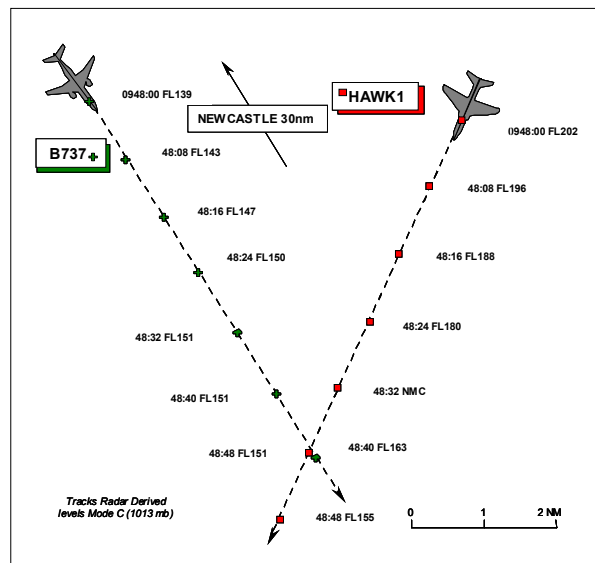 0948:00 FL139
HAWK1
NEWCASTLE 30nm
0948:00 FL202
B737
48:08 FL143
48:08 FL196
48:16 FL147
48:16 FL188
48:24 FL150
48:24 FL180
48:32 FL151
48:32 NMC
48:40 FL151
48:48 FL151
48:40 FL163
Tracks Radar Derived
levels Mode C (1013 mb)
48:48 FL155
0 1 2 NM